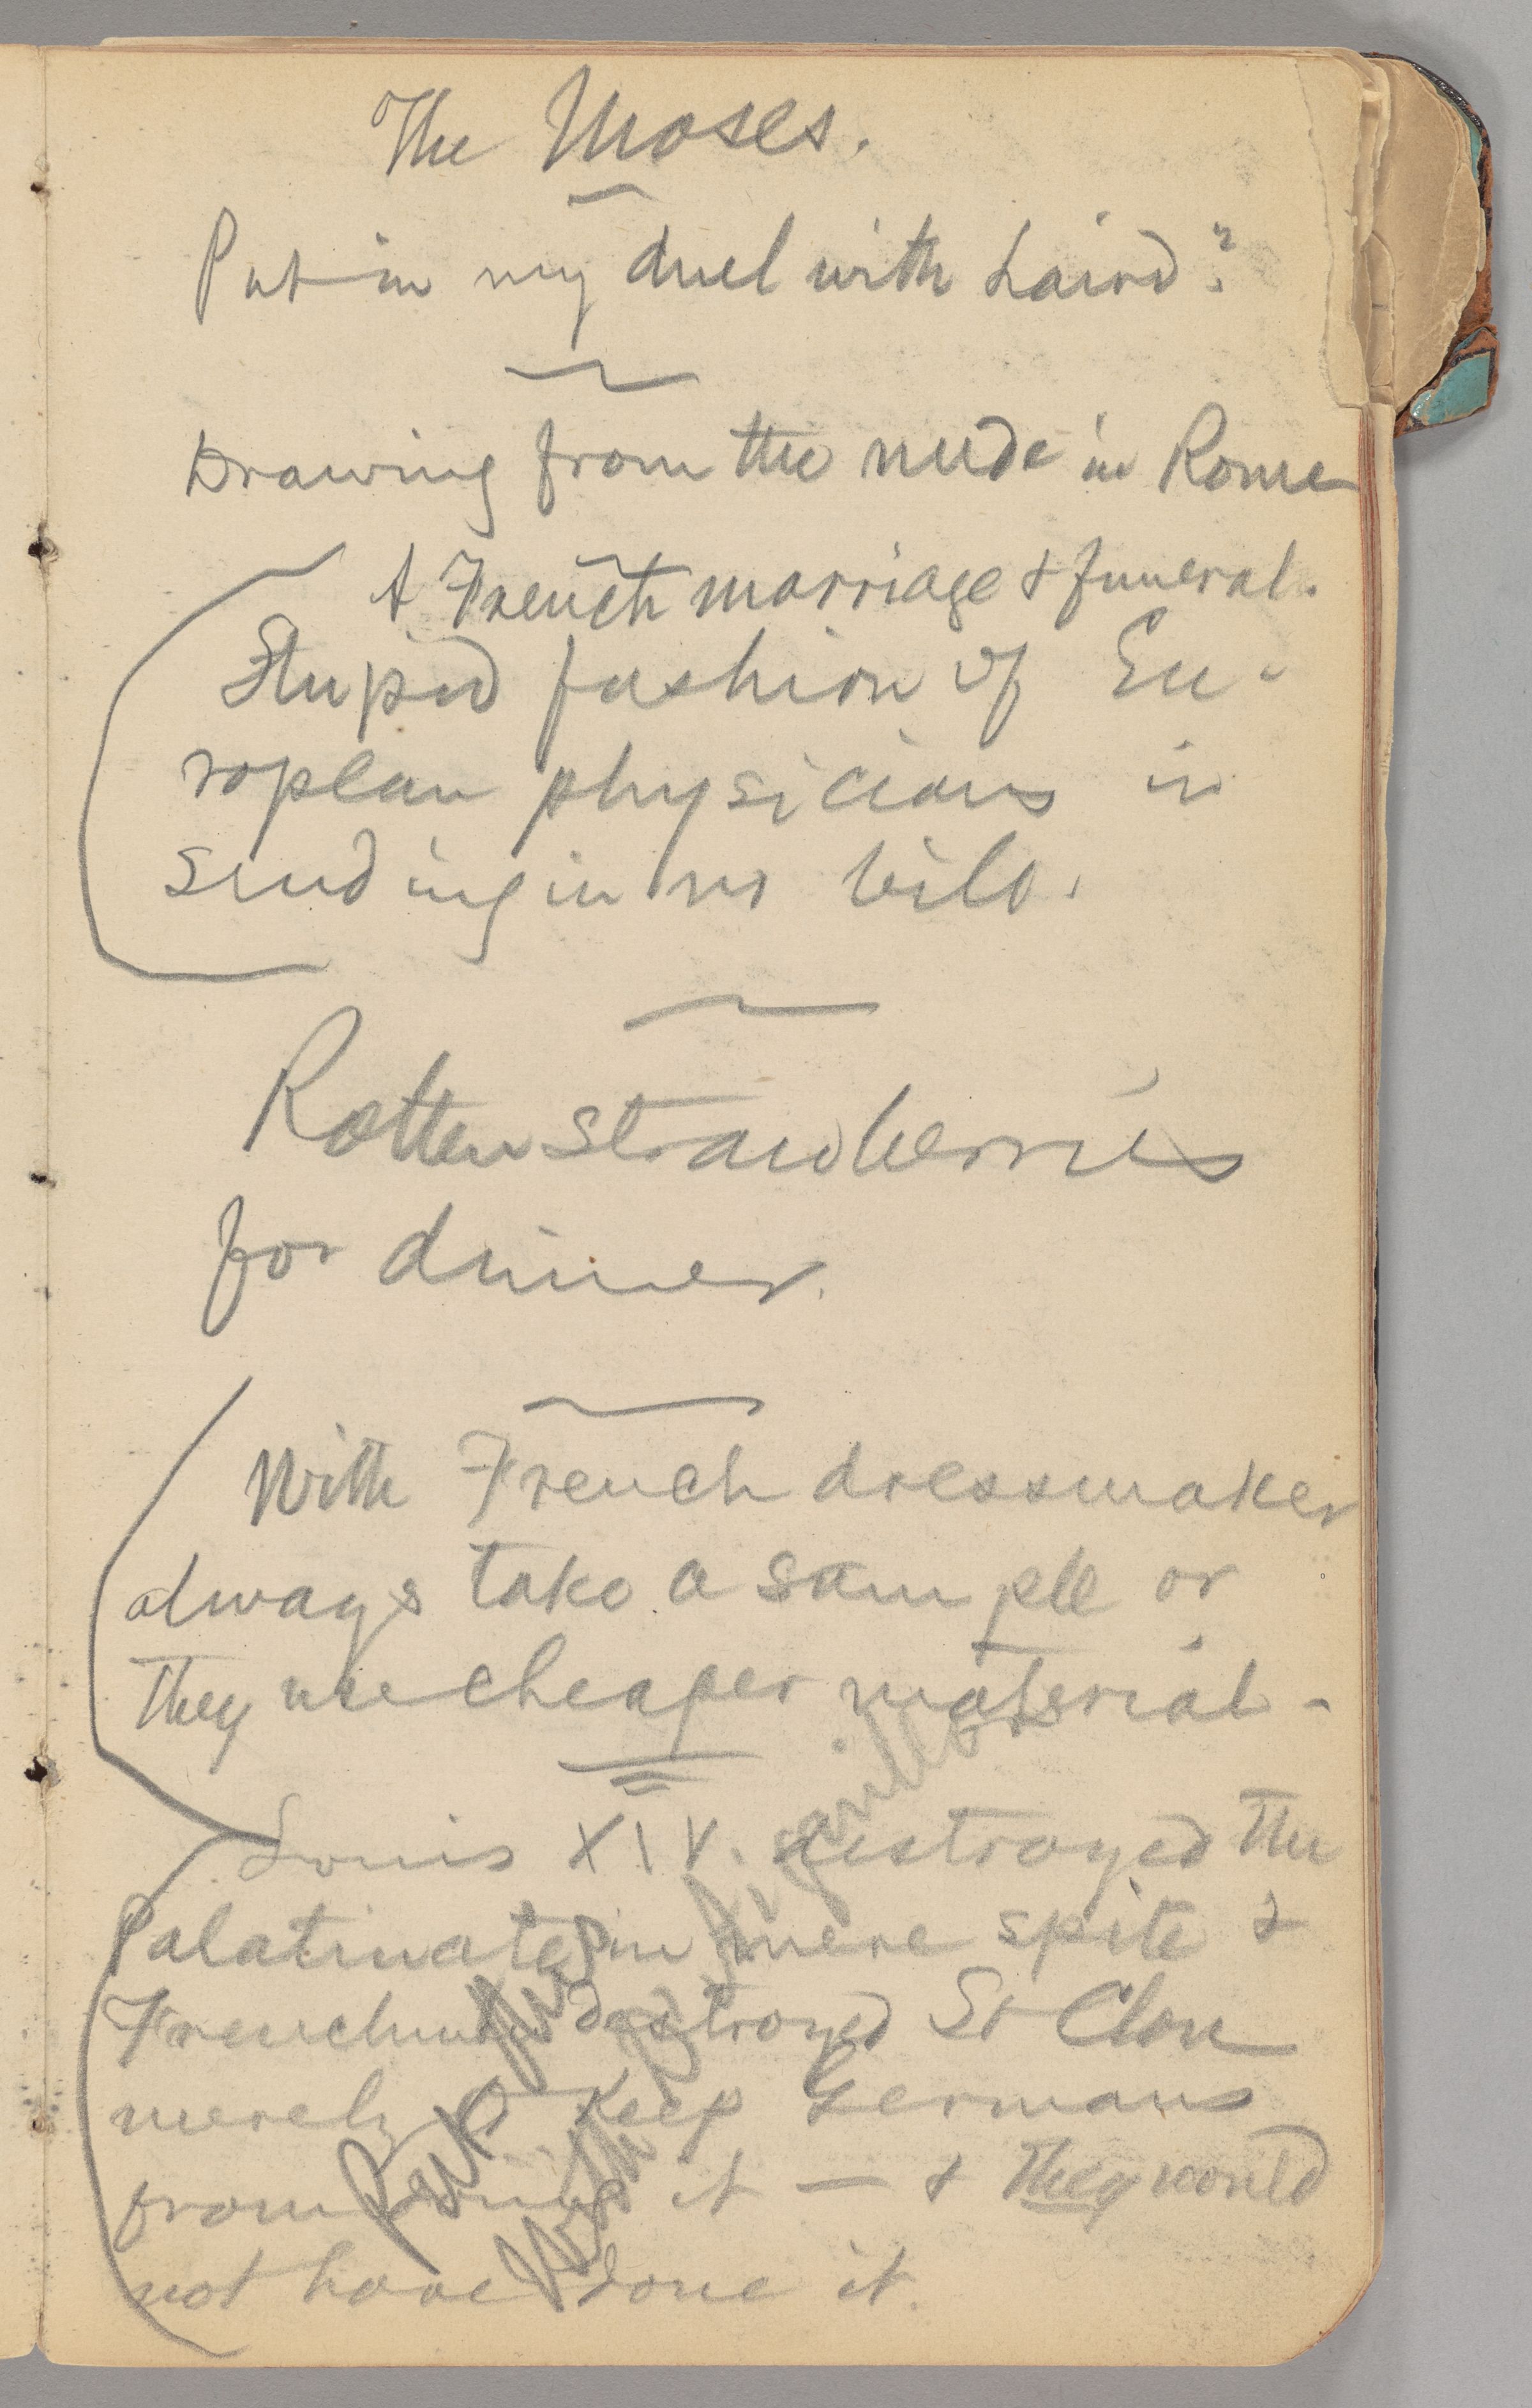 The Moses.
Put in my duel with Laird?
Drawing from the nude in Rome
A French marriage & funeral.
Stupid fashion of Eu-
ropean physicians in
sending in no bills.
Rotten strawberries
for dinner.
With French dressmaker
always take a sample or
they use cheaper material -
Louis XIV. destroyed the
Palatinate in mere spite &
Frenchmen destroyed St Cloud
merely to keep Germans
from it — & they would
not have done it.
Put